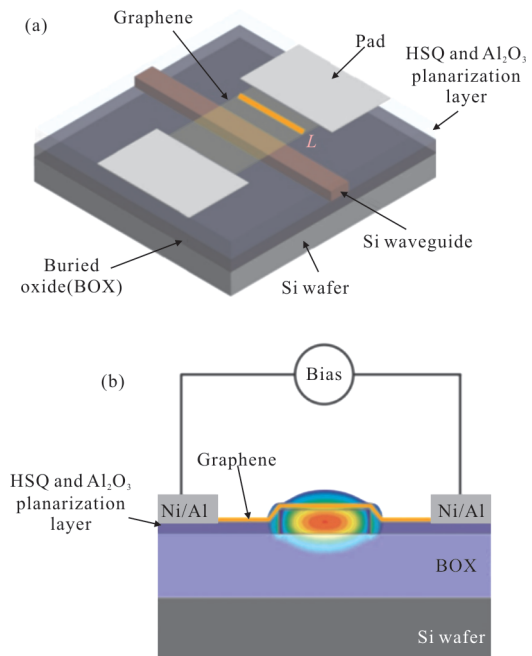 (a)
Graphene
Pad
HSQ and Al₂O₃
planarization
layer
L
Si waveguide
Buried
oxide(BOX)
Si wafer
(b)
Bias
Graphene
HSQ and Al₂O₃
planarization
layer
Ni/Al
Ni/Al
BOX
Si wafer